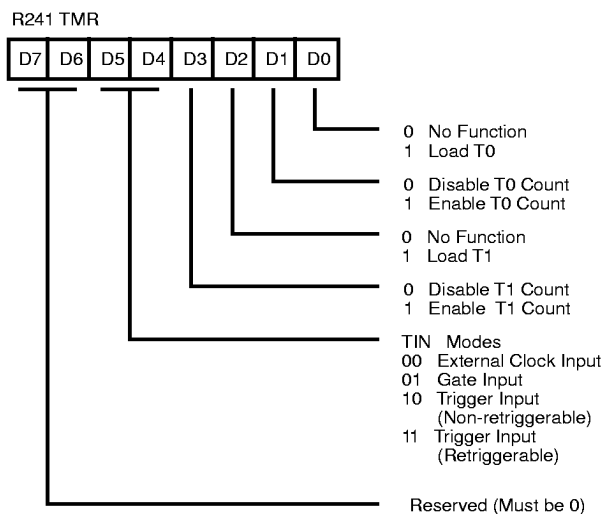 R241 TMR
D7 D6 D5 D4 D3 D2 D1 D0
0 No Function
1 Load T0
0 Disable T0 Count
1 Enable T0 Count
0 No Function
1 Load T1
0 Disable T1 Count
1 Enable T1 Count
TIN Modes
00 External Clock Input
01 Gate Input
10 Trigger Input
(Non-retriggerable)
11 Trigger Input
(Retriggerable)
Reserved (Must be 0)